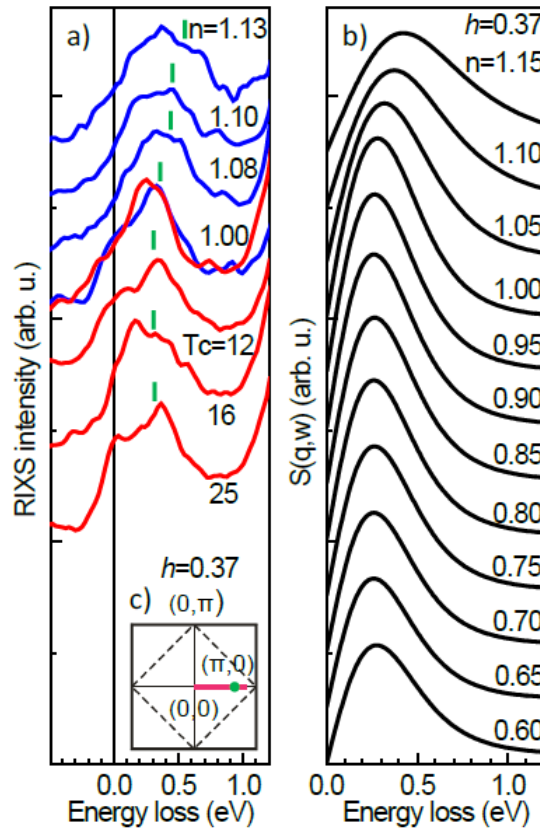 a)
n=1.13
1.10
1.08
1.00
Tc=12
16
25
h=0.37
c)
(0,π)
(π,0)
(0,0)
RIXS intensity (arb. u.)
0.0
0.5
1.0
Energy loss (eV)
b)
h=0.37
n=1.15
1.10
1.05
1.00
0.95
0.90
0.85
0.80
0.75
0.70
0.65
0.60
S(q,w) (arb. u.)
0.0
0.5
1.0
Energy loss (eV)